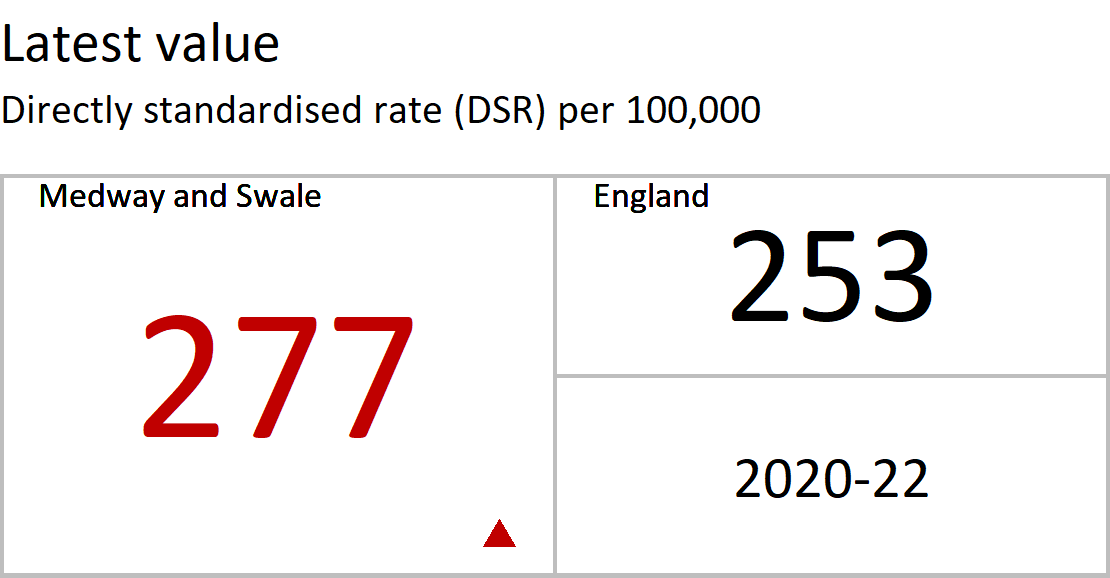 Latest value
Directly standardised rate (DSR) per 100,000
Medway and Swale
277
England
253
2020-22